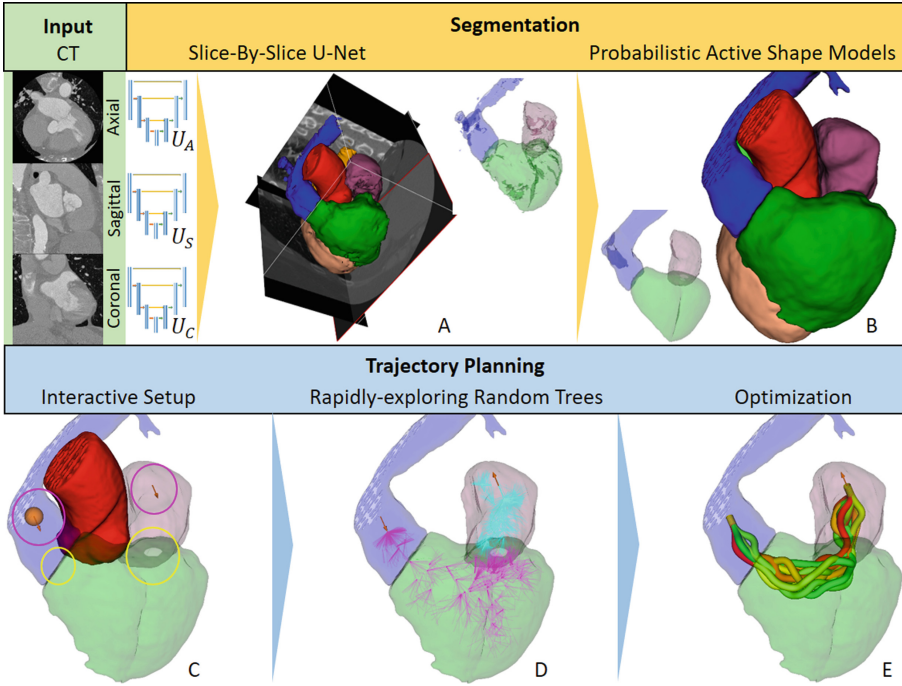 Input
CT
Segmentation
Slice-By-Slice U-Net
Probabilistic Active Shape Models
Axial
U_A
Sagittal
U_S
Coronal
U_C
A
B
Trajectory Planning
Interactive Setup
Rapidly-exploring Random Trees
Optimization
C
D
E